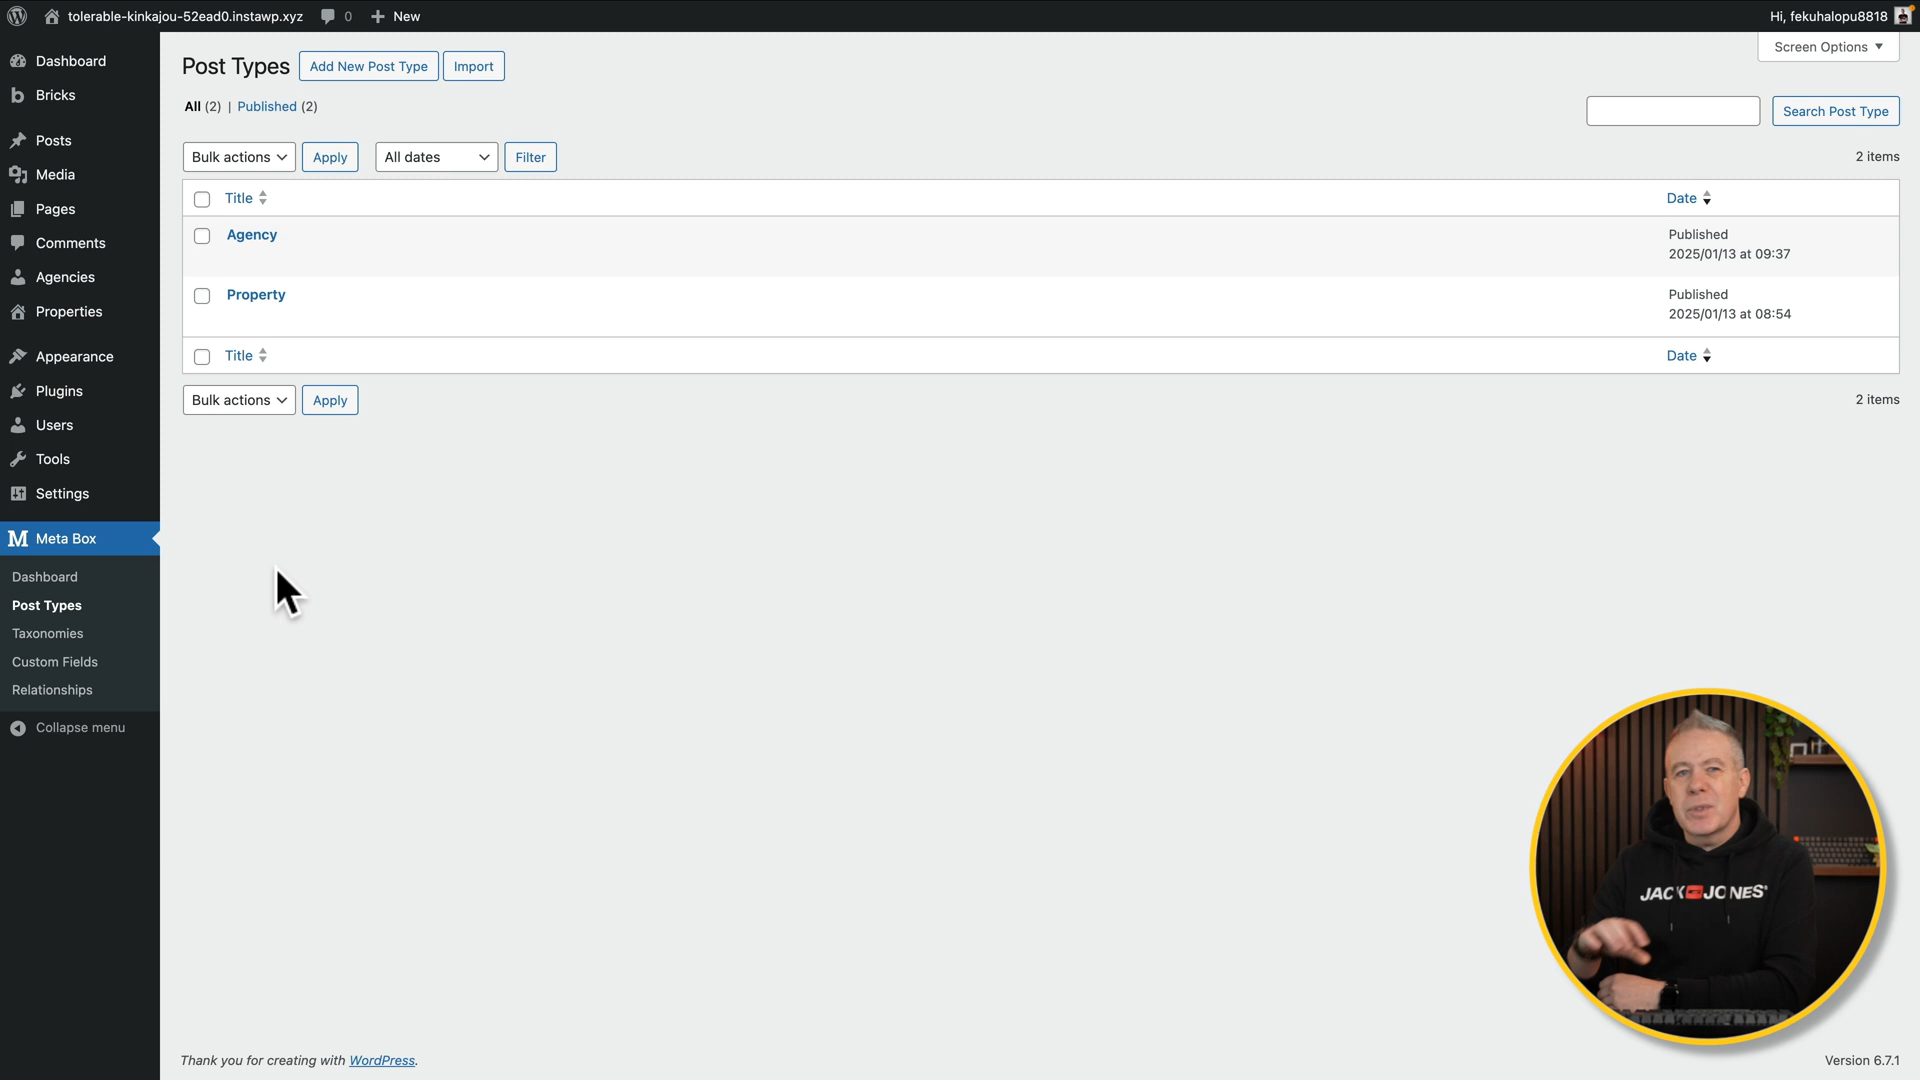 tolerable-kinkajou-52ead0.instawp.xyz 0 New Hi, fekuhalopu8818
Screen Options
Post Types Add New Post Type Import
All (2) | Published (2)
Search Post Type
Bulk actions Apply All dates Filter 2 items
Title Date
Agency Published
2025/01/13 at 09:37
Property Published
2025/01/13 at 08:54
Title Date
Bulk actions Apply 2 items
Dashboard
Bricks
Posts
Media
Pages
Comments
Agencies
Properties
Appearance
Plugins
Users
Tools
Settings
Meta Box
Dashboard
Post Types
Taxonomies
Custom Fields
Relationships
Collapse menu
JACK JONES
Thank you for creating with WordPress. Version 6.7.1